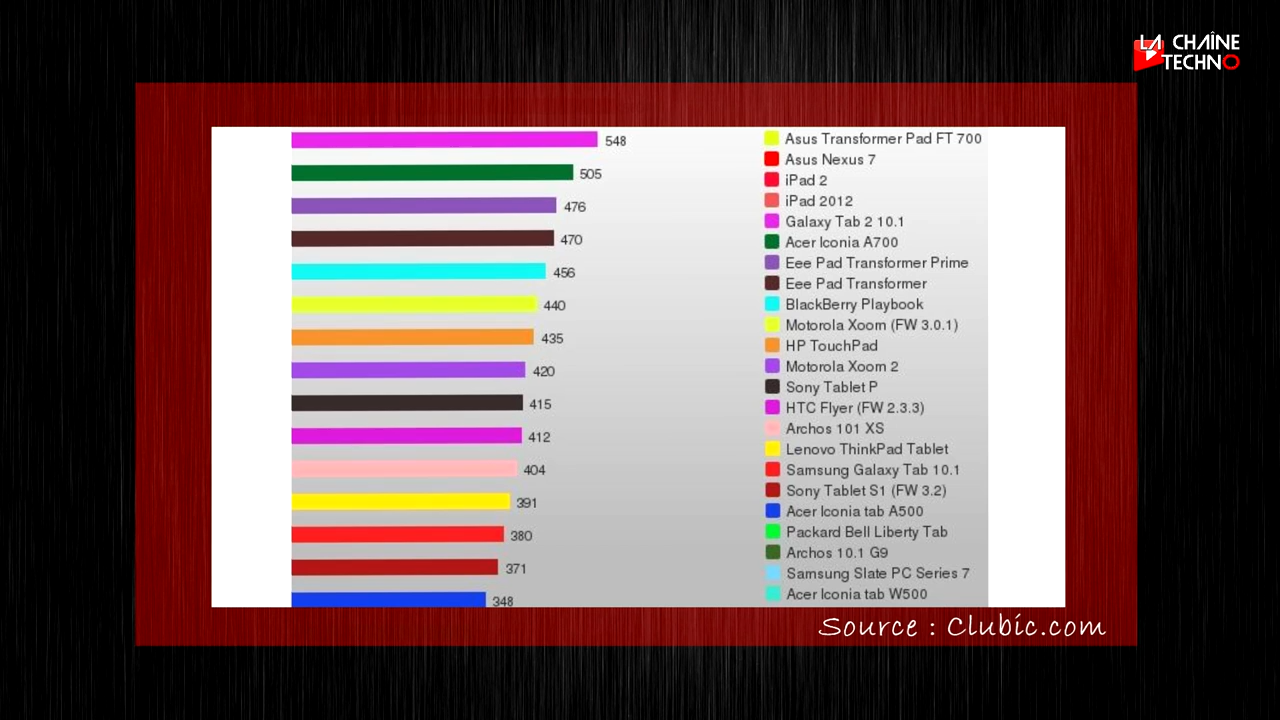 LA CHAÎNE
TECHNO
548
505
476
470
456
440
435
420
415
412
404
391
380
371
348
Asus Transformer Pad FT 700
Asus Nexus 7
iPad 2
iPad 2012
Galaxy Tab 2 10.1
Acer Iconia A700
Eee Pad Transformer Prime
Eee Pad Transformer
BlackBerry Playbook
Motorola Xoom (FW 3.0.1)
HP TouchPad
Motorola Xoom 2
Sony Tablet P
HTC Flyer (FW 2.3.3)
Archos 101 XS
Lenovo ThinkPad Tablet
Samsung Galaxy Tab 10.1
Sony Tablet S1 (FW 3.2)
Acer Iconia tab A500
Packard Bell Liberty Tab
Archos 10.1 G9
Samsung Slate PC Series 7
Acer Iconia tab W500
Source : Clubic.com